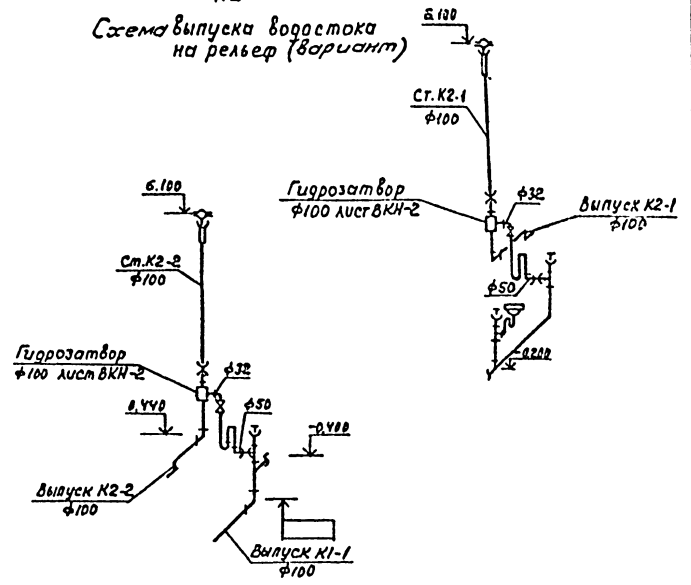 Схема выпуска водостока
на рельеф (вариант)
6.100
Ст. К2-1
ф100
Гидрозатвор
ф100 лист ВКН-2
ф32
Выпуск К2-1
ф100
ф50
-0.200
6.100
Ст. К2-2
ф100
Гидрозатвор
ф100 лист ВКН-2
ф32
0,440
ф50
-0,400
Выпуск К2-2
ф100
Выпуск К1-1
ф100